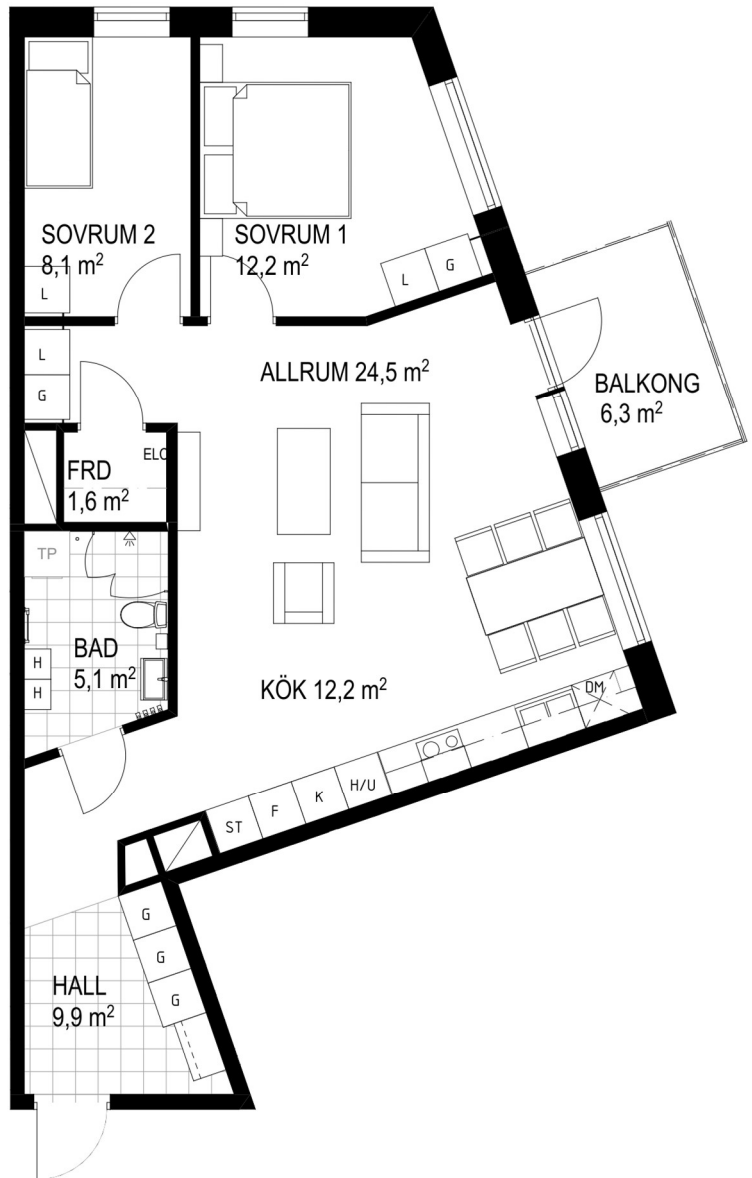 SOVRUM 2
8,1 m²
SOVRUM 1
12,2 m²
L
L
G
L
G
ALLRUM 24,5 m²
BALKONG
6,3 m²
FRD
1,6 m²
ELC
TP
BAD
5,1 m²
H
H
KÖK 12,2 m²
DM
H/U
K
F
ST
G
G
G
HALL
9,9 m²